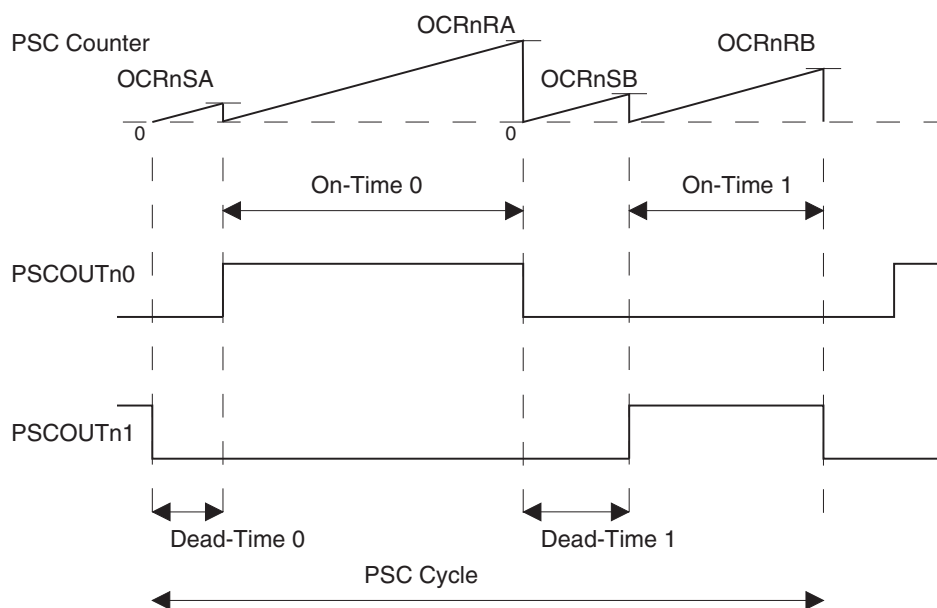 OCRnRA
PSC Counter
OCRnRB
OCRnSA
OCRnSB
0
0
On-Time 0
On-Time 1
PSCOUTn0
PSCOUTn1
Dead-Time 0
Dead-Time 1
PSC Cycle